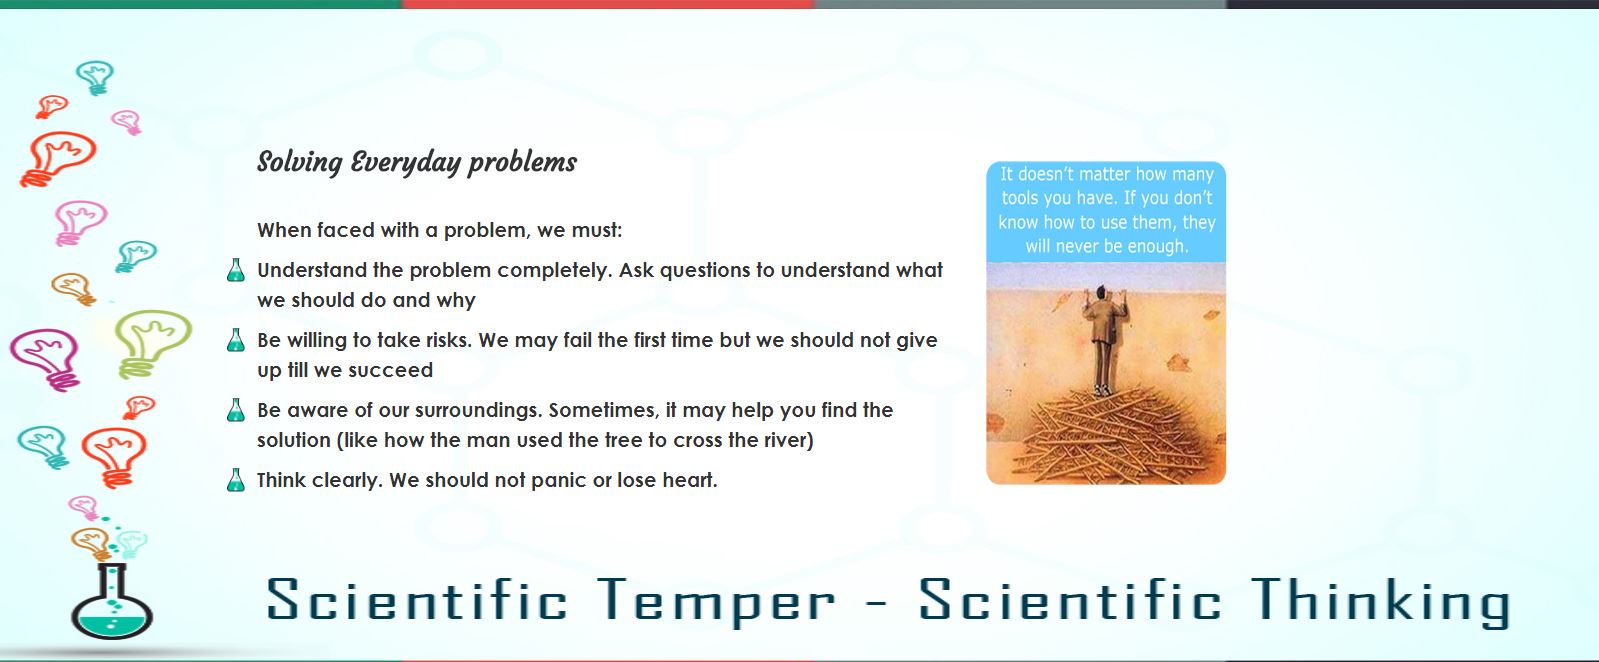 Solving Everyday problems
When faced with a problem, we must:
Understand the problem completely. Ask questions to understand what
we should do and why
Be willing to take risks. We may fail the first time but we should not give
up till we succeed
Be aware of our surroundings. Sometimes, it may help you find the
solution (like how the man used the tree to cross the river)
Think clearly. We should not panic or lose heart.
It doesn't matter how many
tools you have. If you don't
know how to use them, they
will never be enough.
Scientific Temper - Scientific Thinking